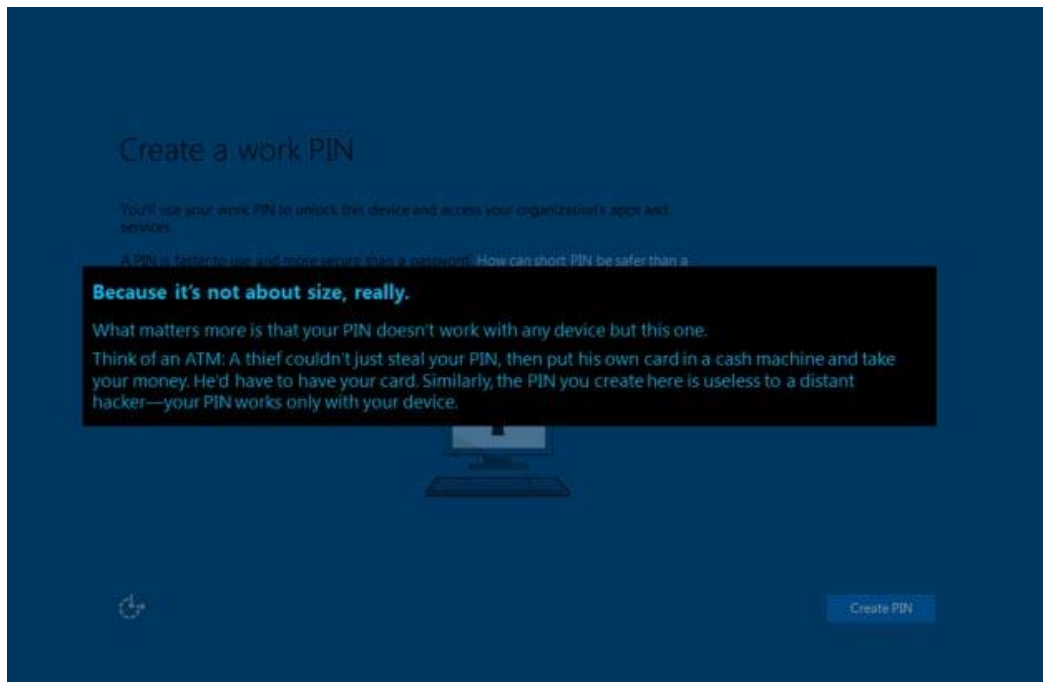 Create a work PIN
You'll use your work PIN to unlock this device and access your organization's apps and
services.
A PIN is faster to use and more secure than a password. How can short PIN be safer than a
Because it's not about size, really.
What matters more is that your PIN doesn't work with any device but this one.
Think of an ATM: A thief couldn't just steal your PIN, then put his own card in a cash machine and take
your money. He'd have to have your card. Similarly, the PIN you create here is useless to a distant
hacker—your PIN works only with your device.
Create PIN